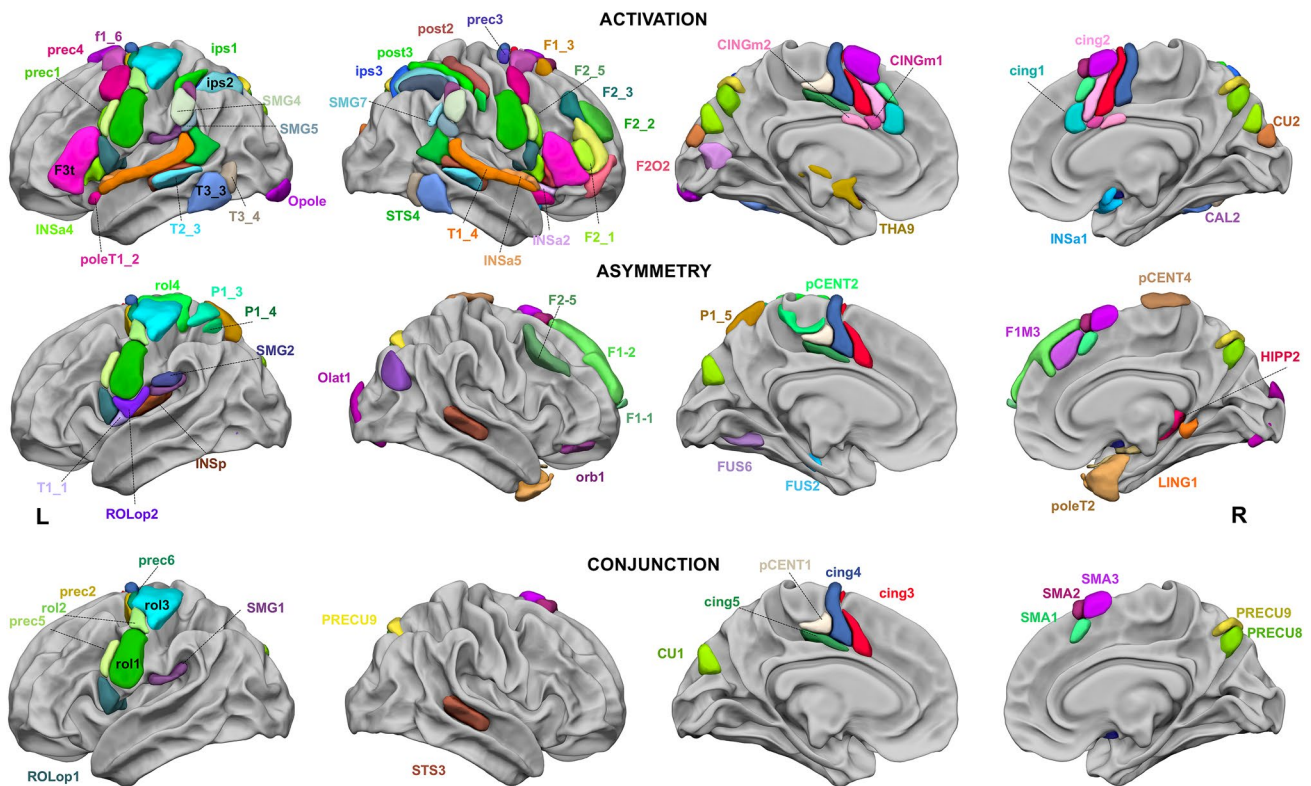 ACTIVATION
prec3
f1_6
prec4
ips1
post2
post3
F1_3
CINGm2
cing2
prec1
ips2
ips3
F2_5
CINGm1
cing1
SMG4
SMG7
F2_3
SMG5
F2_2
CU2
F3t
F2O2
T3_3
Opole
STS4
T3_4
CAL2
INSa4
T2_3
T1_4
INSa2
F2_1
THA9
INSa1
poleT1_2
INSa5
ASYMMETRY
rol4
P1_3
F2-5
pCENT2
pCENT4
P1_4
P1_5
F1M3
SMG2
F1-2
HIPP2
Olat1
F1-1
INSp
FUS6
orb1
T1_1
FUS2
LING1
poleT2
ROLop2
L
R
CONJUNCTION
prec6
pCENT1
cing4
prec2
rol3
SMG1
cing3
SMA3
rol2
SMA2
PRECU9
cing5
SMA1
PRECU9
prec5
PRECU8
rol1
CU1
ROLop1
STS3